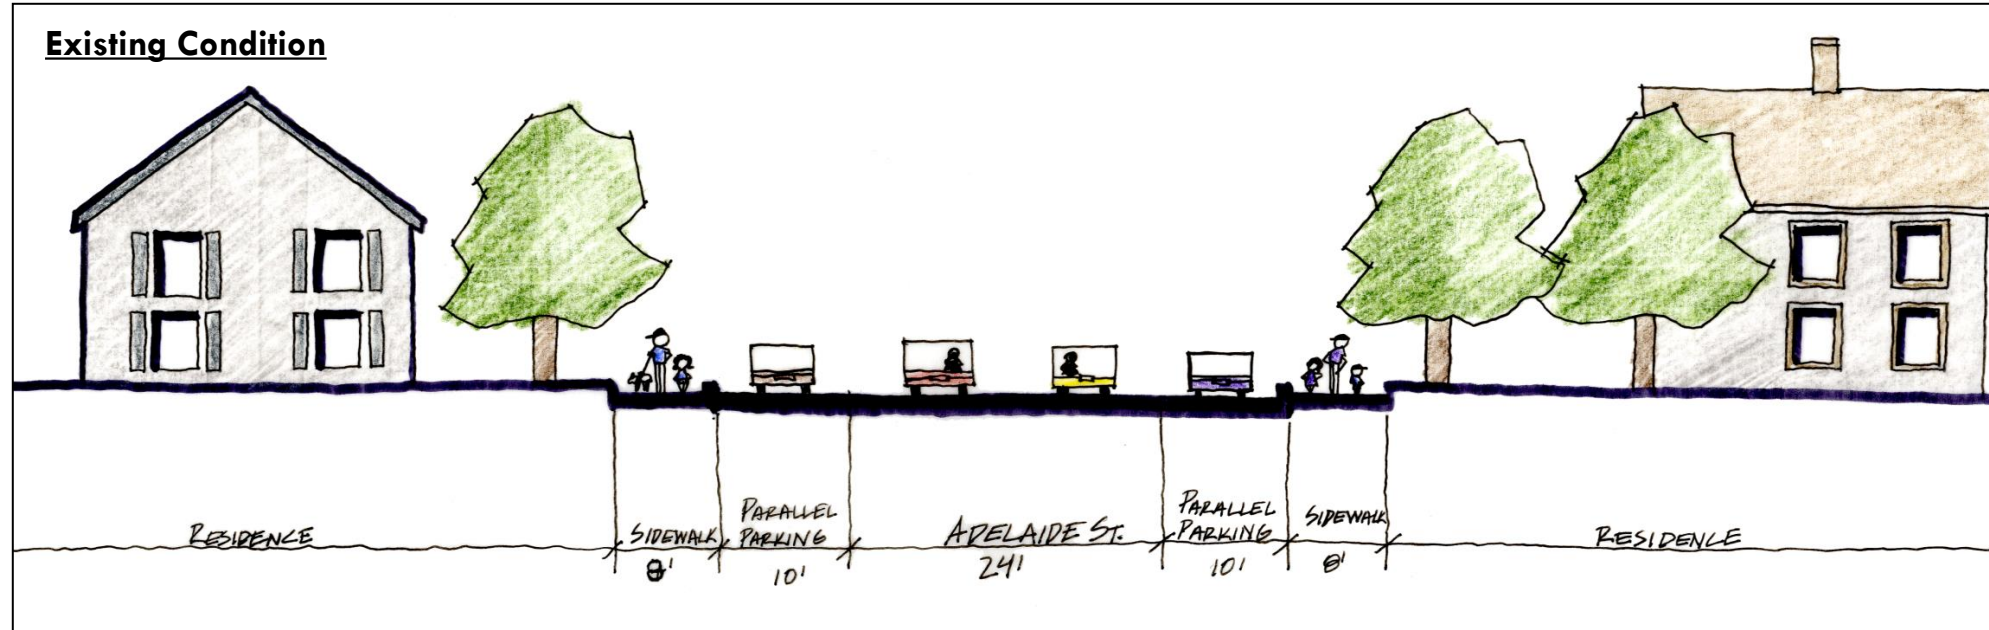 Existing Condition
RESIDENCE
SIDEWALK
8'
PARALLEL
PARKING
10'
ADELAIDE ST.
24'
PARALLEL
PARKING
10'
SIDEWALK
8'
RESIDENCE